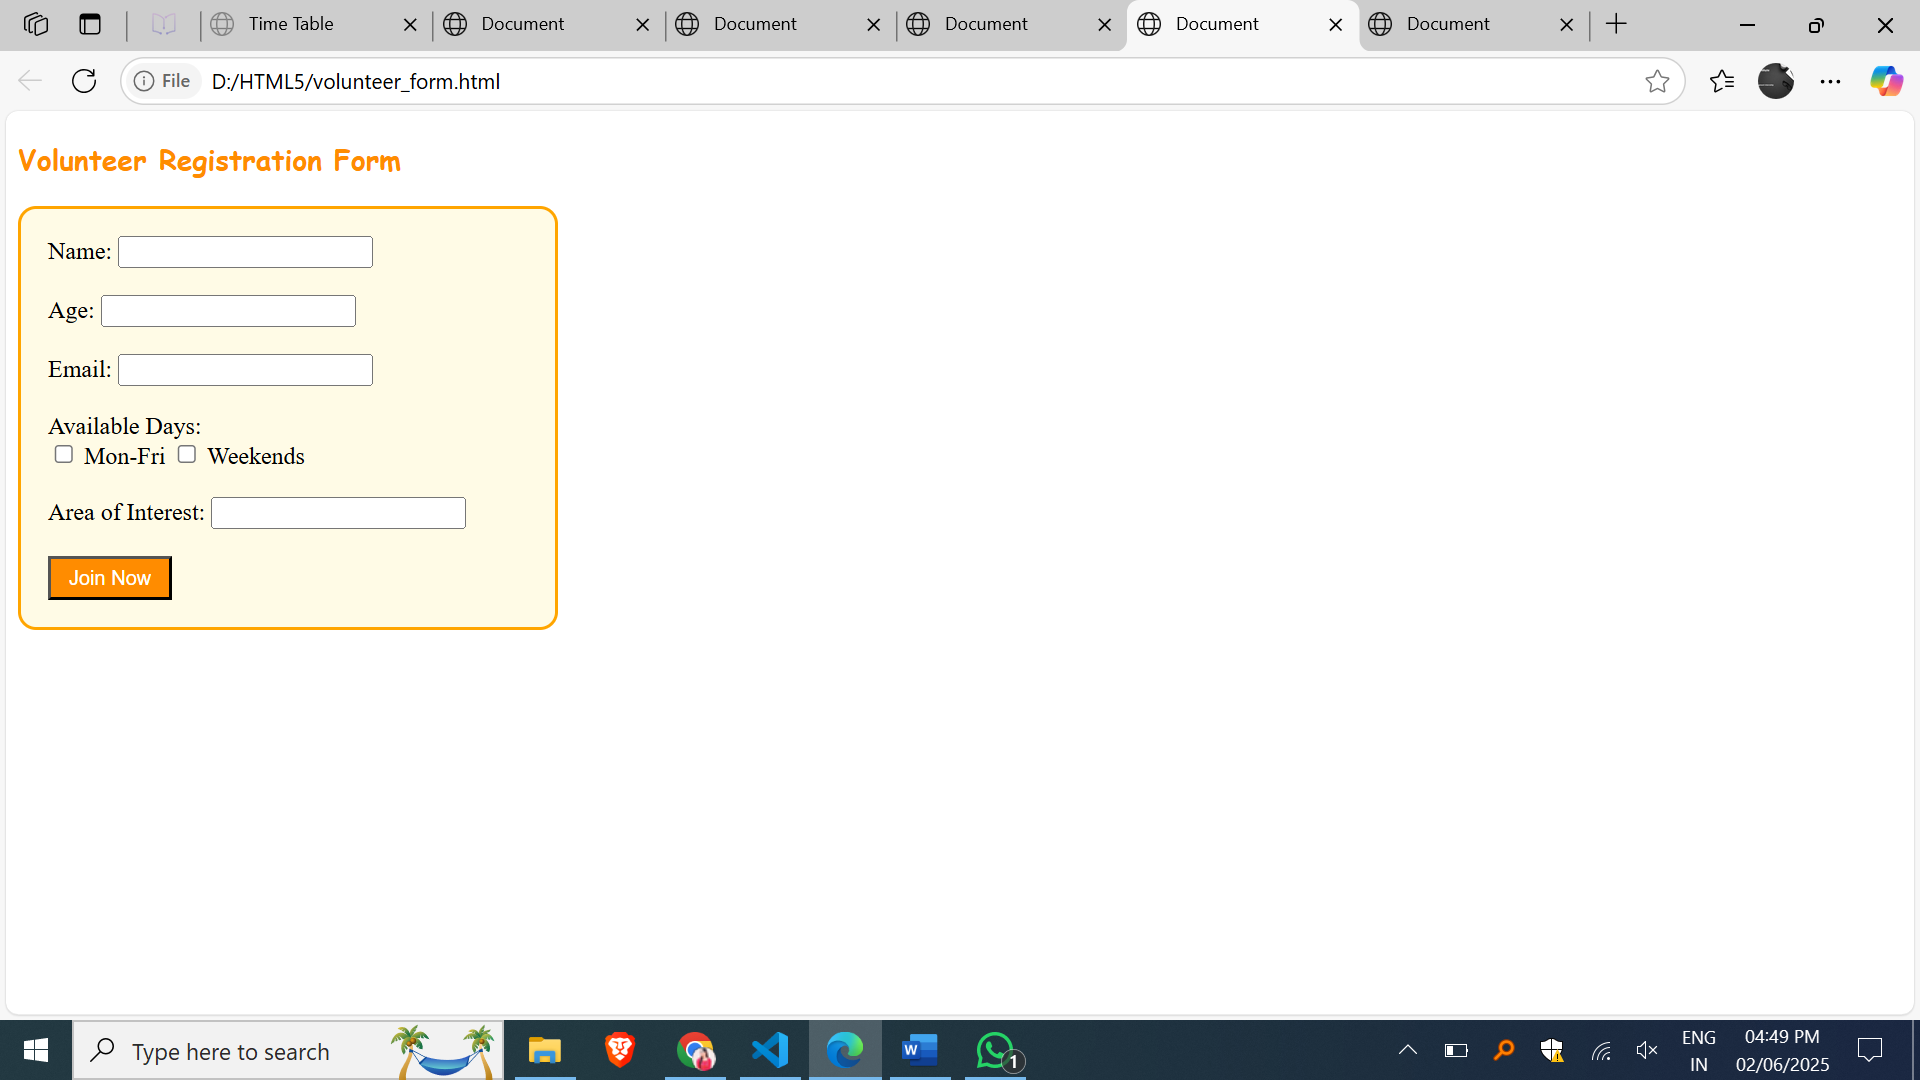 Time Table
Document
Document
Document
Document
Document
File
D:/HTML5/volunteer_form.html
Volunteer Registration Form
Name:
Age:
Email:
Available Days:
Mon-Fri Weekends
Area of Interest:
Join Now
Type here to search
W
1
ENG
IN
04:49 PM
02/06/2025